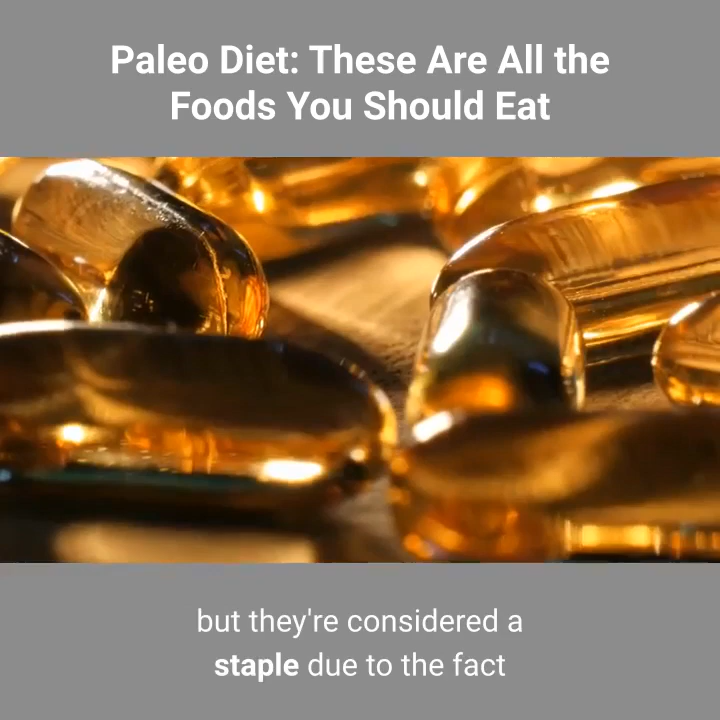 Paleo Diet: These Are All the
Foods You Should Eat
but they're considered a
staple due to the fact